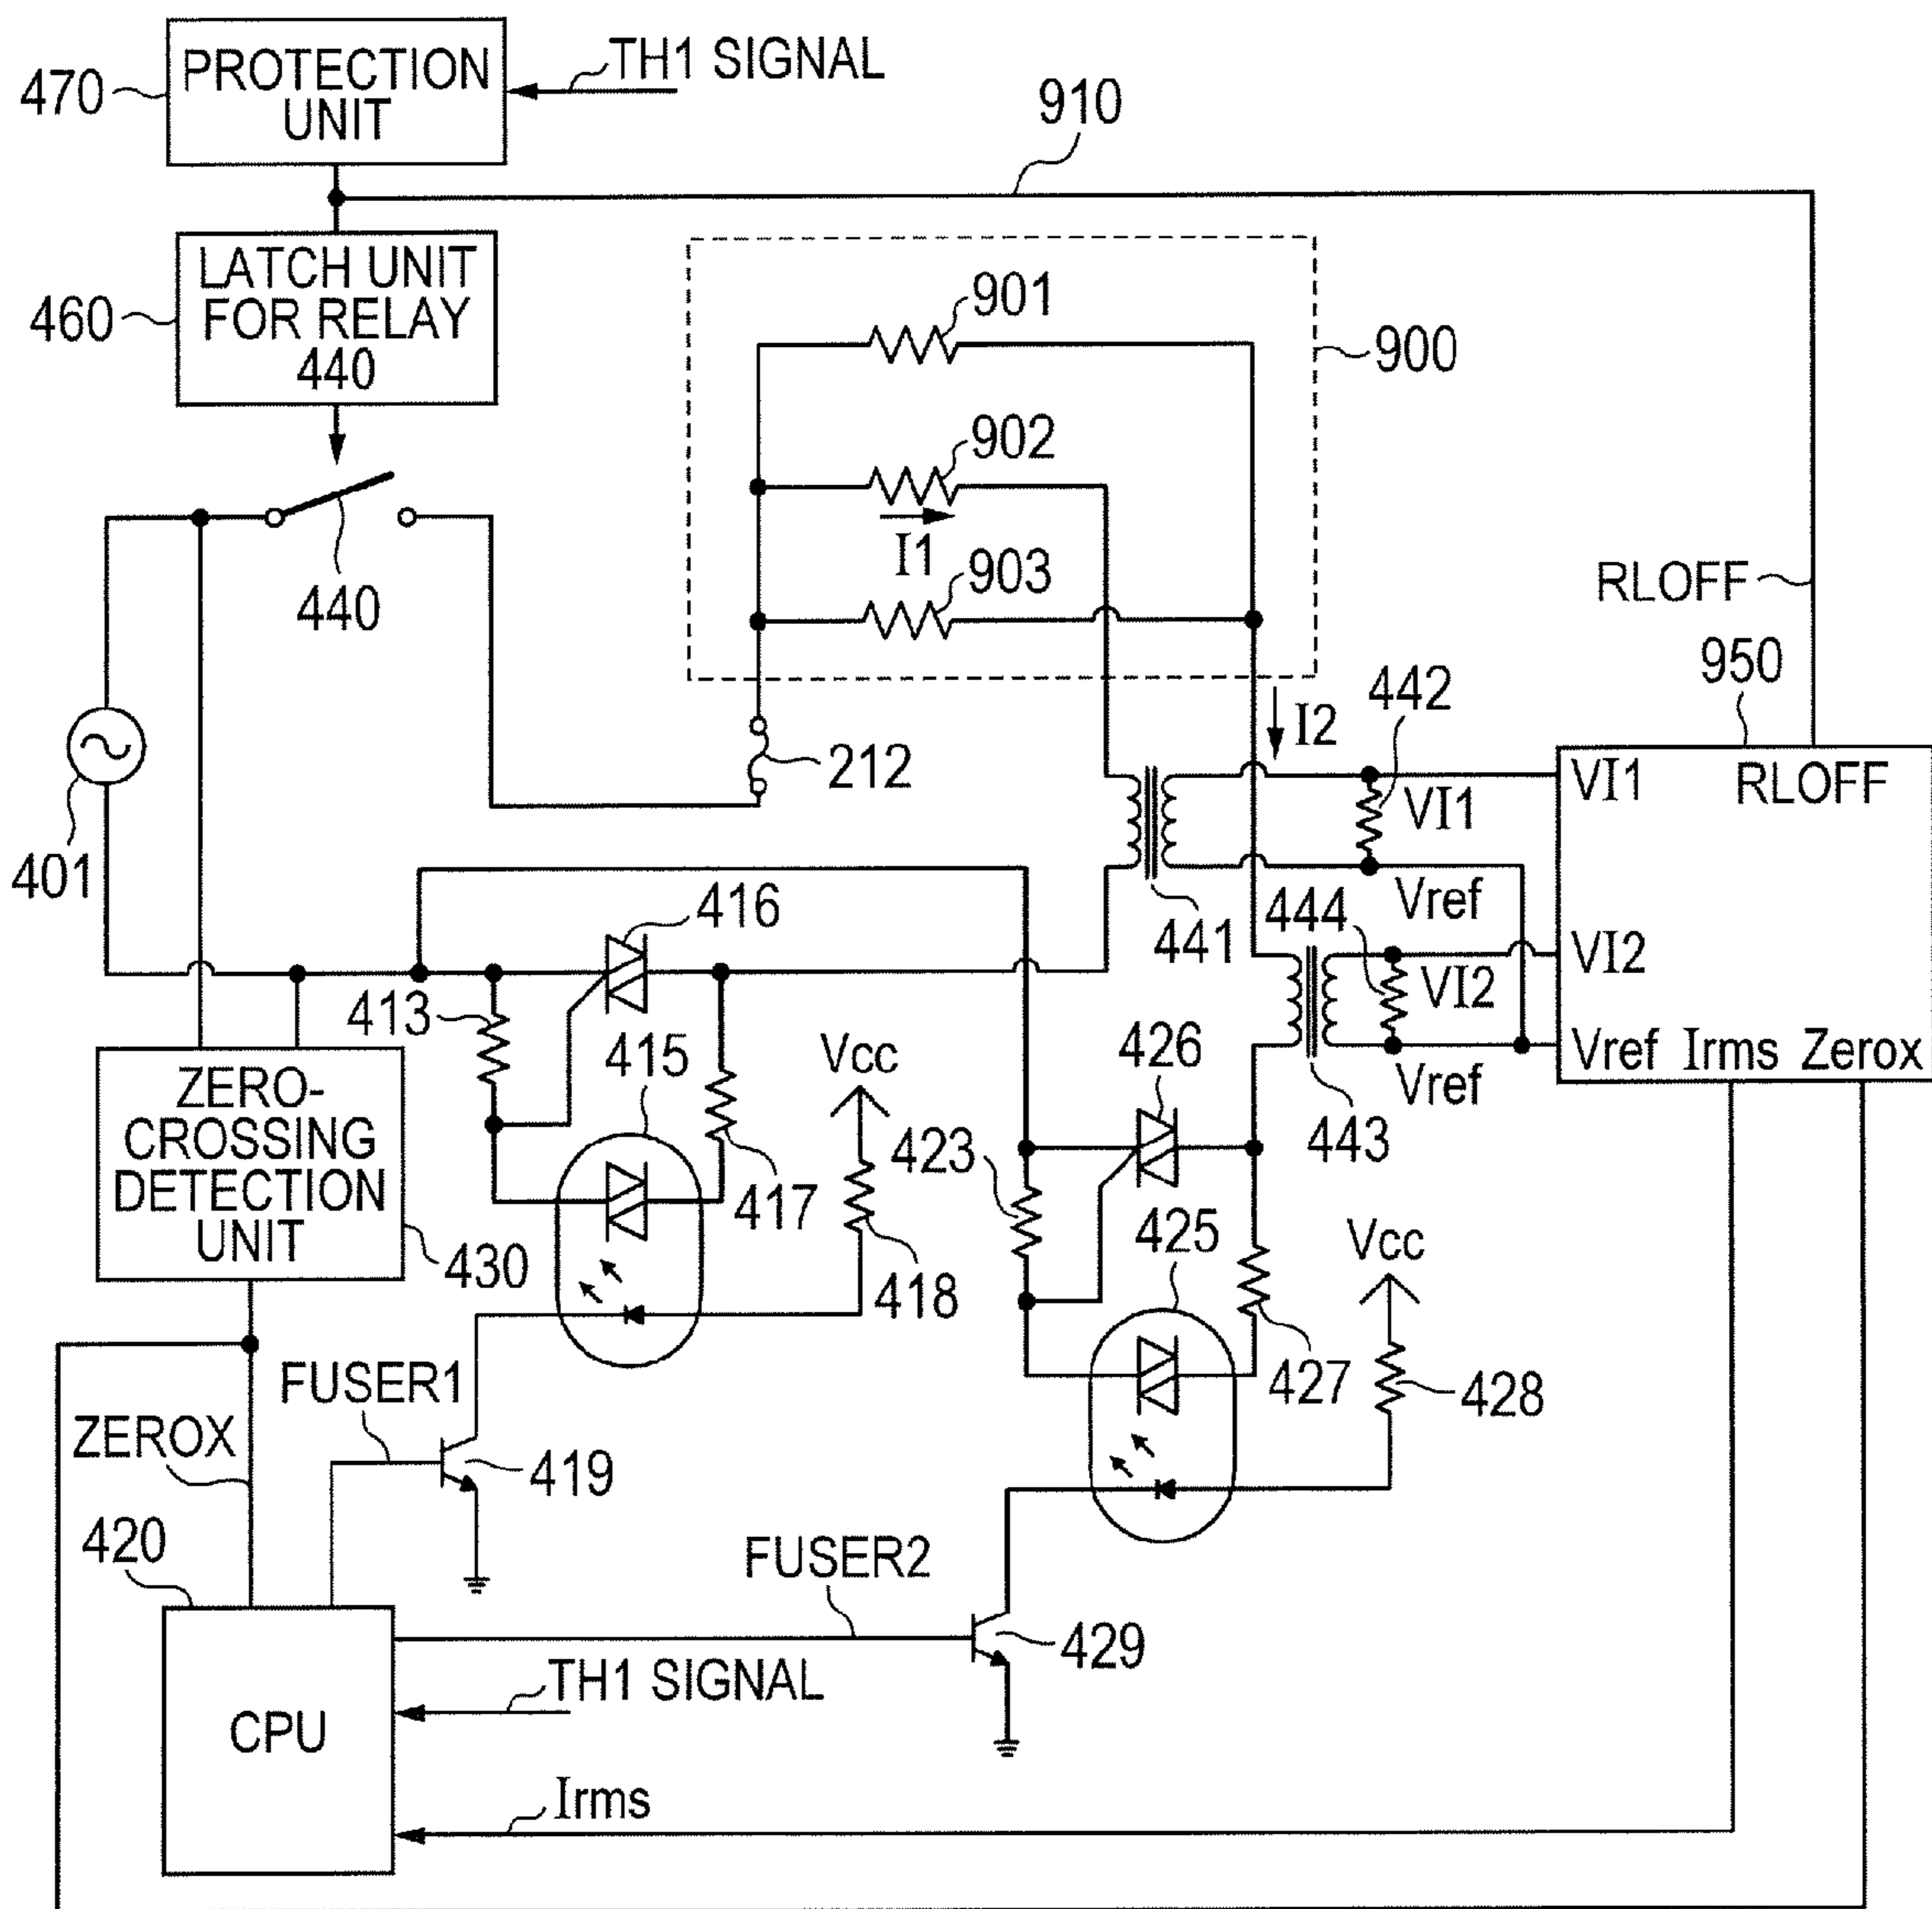 PROTECTION
UNIT
470
TH1 SIGNAL
910
LATCH UNIT
FOR RELAY
440
460
901
900
902
I1
903
440
RLOFF
950
442
I2
212
VI1
RLOFF
VI1
401
416
Vref
441
444
VI2
VI2
413
415
Vcc
426
Vref
Irms
Zerox
Vref
443
ZERO-
CROSSING
DETECTION
UNIT
430
417
423
418
425
Vcc
427
428
FUSER1
ZEROX
419
420
FUSER2
429
TH1 SIGNAL
CPU
Irms